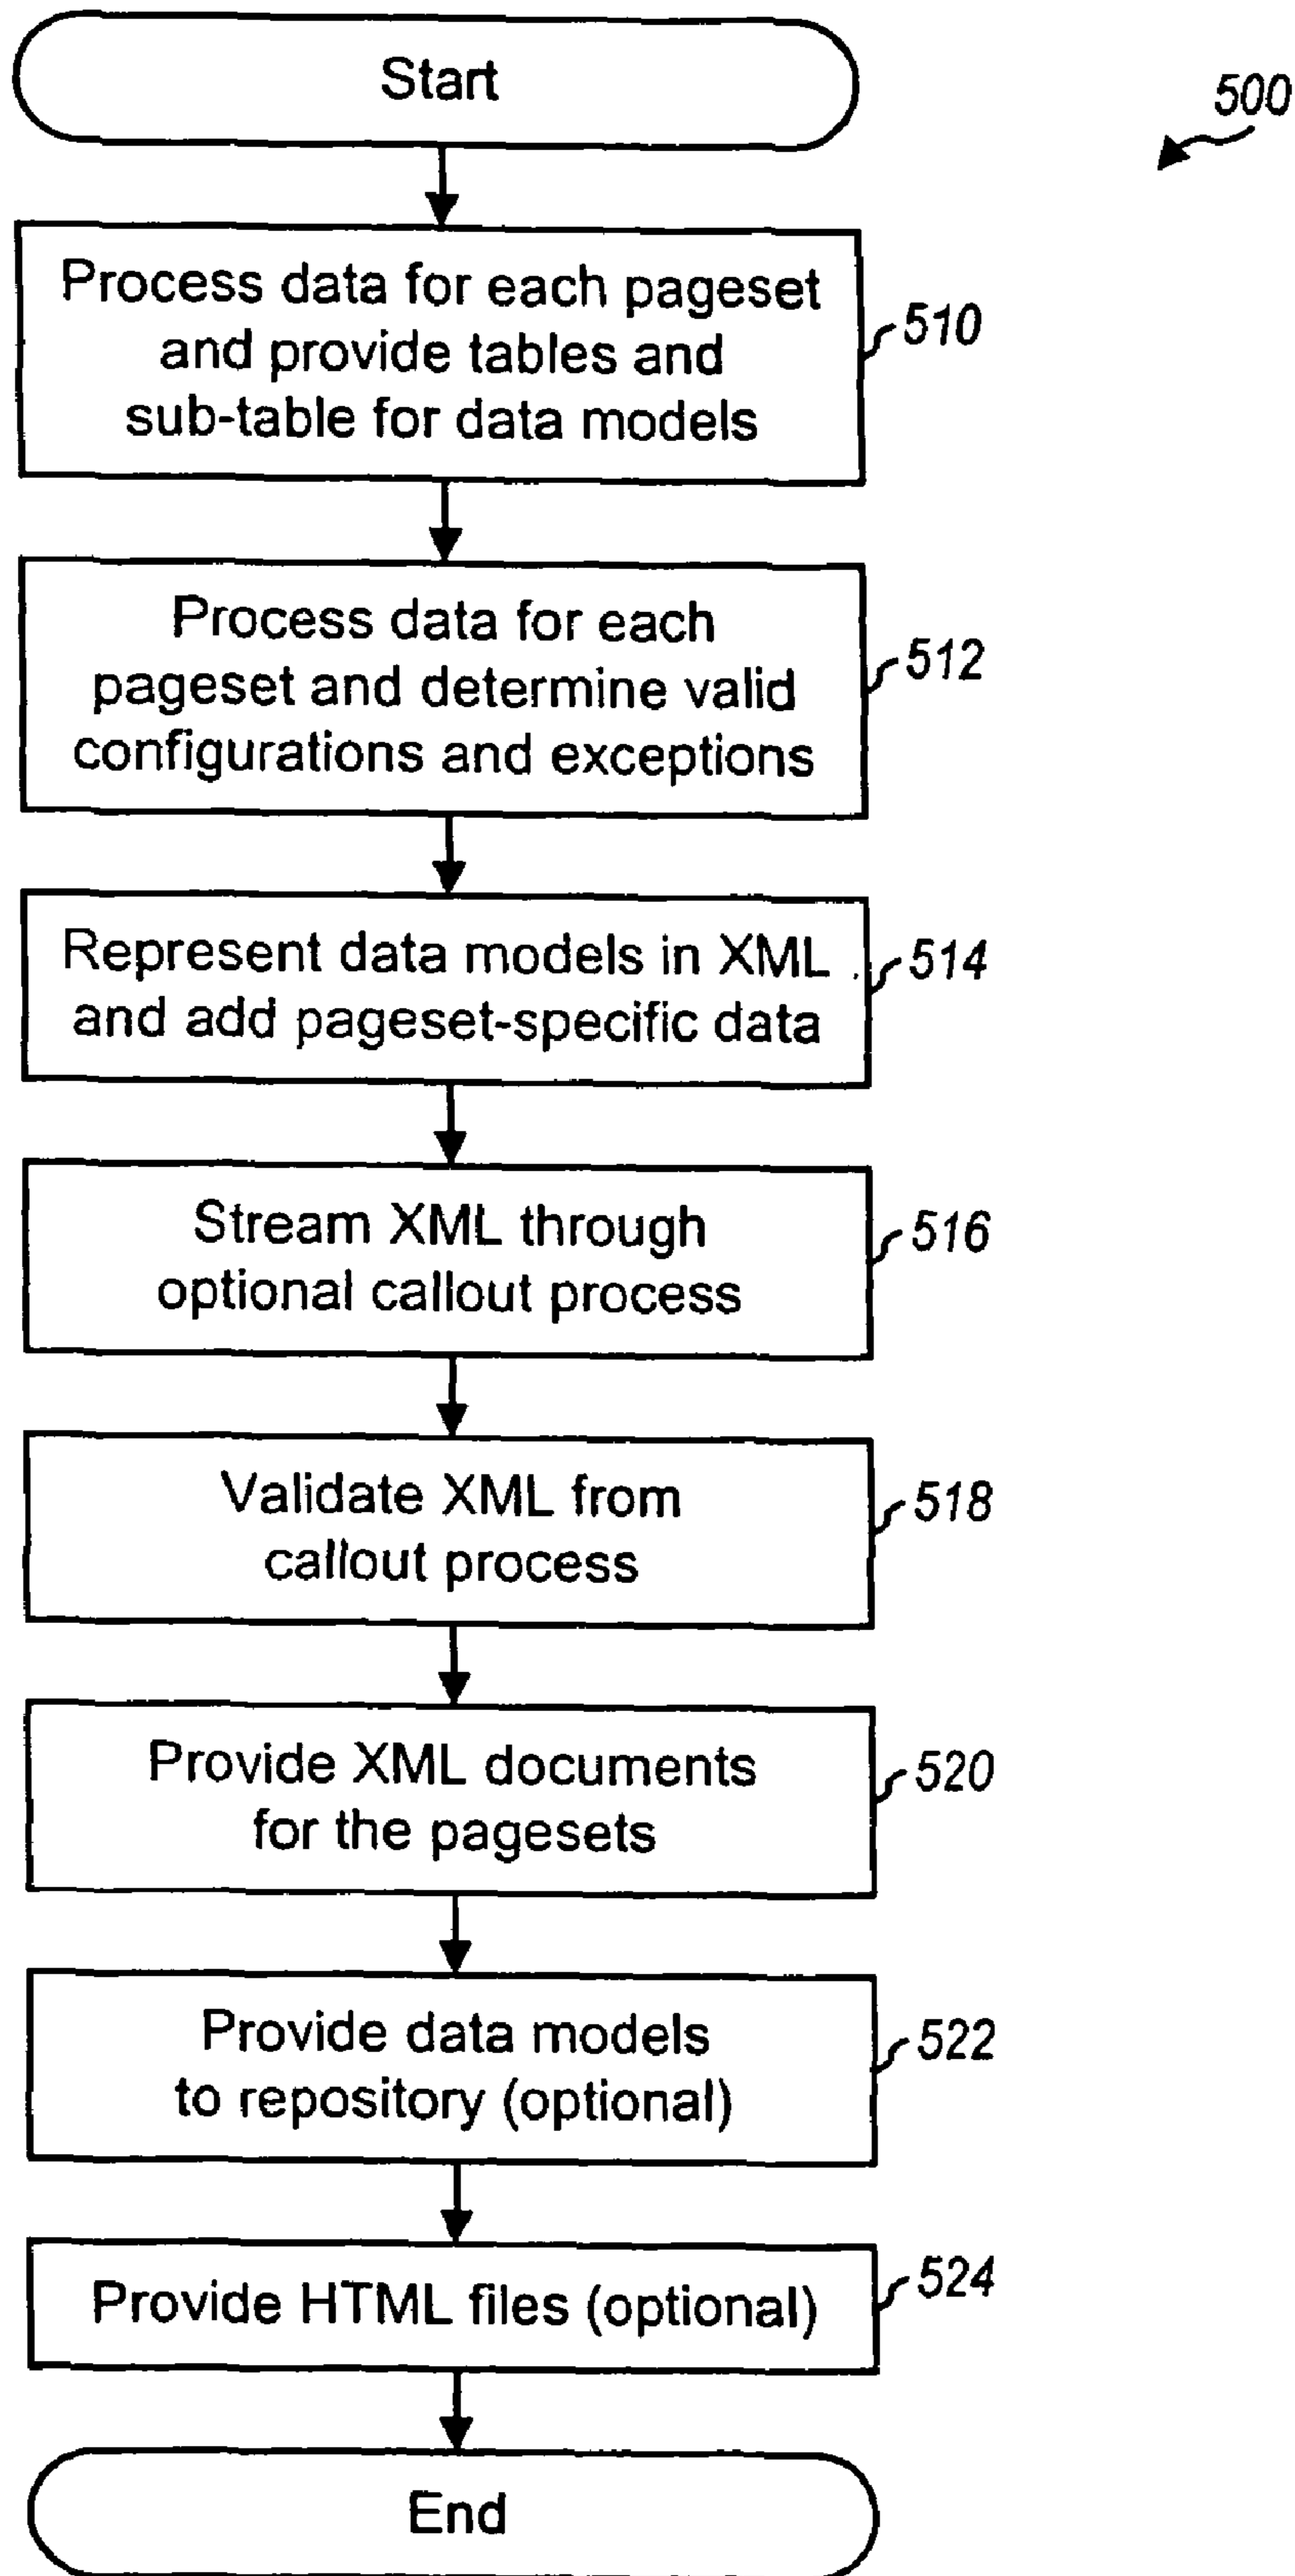 Start
500
Process data for each pageset
and provide tables and
sub-table for data models
510
Process data for each
pageset and determine valid
configurations and exceptions
512
Represent data models in XML
and add pageset-specific data
514
Stream XML through
optional callout process
516
Validate XML from
callout process
518
Provide XML documents
for the pagesets
520
Provide data models
to repository (optional)
522
Provide HTML files (optional)
524
End